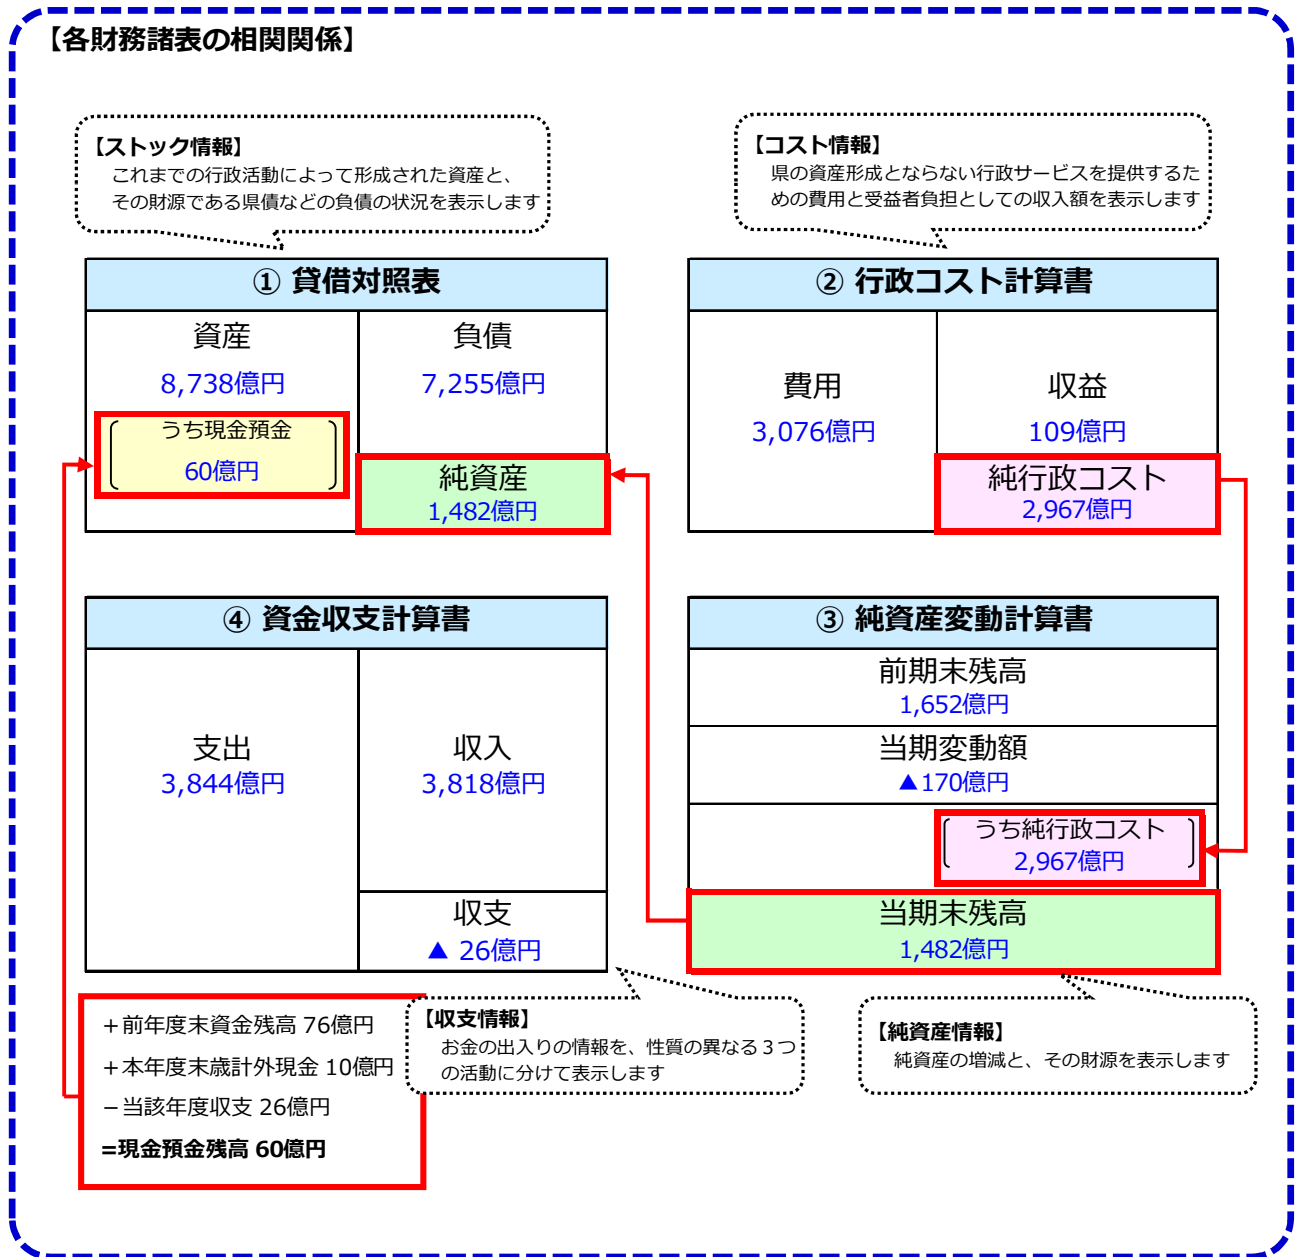 【各財務諸表の相関関係】
【ストック情報】
これまでの行政活動によって形成された資産と、
その財源である県債などの負債の状況を表示します
【コスト情報】
県の資産形成とならない行政サービスを提供するた
めの費用と受益者負担としての収入額を表示します
① 貸借対照表
資産
8,738億円
うち現金預金
60億円
負債
7,255億円
純資産
1,482億円
② 行政コスト計算書
費用
3,076億円
収益
109億円
純行政コスト
2,967億円
④ 資金収支計算書
支出
3,844億円
収入
3,818億円
収支
▲ 26億円
③ 純資産変動計算書
前期末残高
1,652億円
当期変動額
▲170億円
うち純行政コスト
2,967億円
当期末残高
1,482億円
+前年度末資金残高 76億円
+本年度末歳計外現金 10億円
−当該年度収支 26億円
=現金預金残高 60億円
【収支情報】
お金の出入りの情報を、性質の異なる３つ
の活動に分けて表示します
【純資産情報】
純資産の増減と、その財源を表示します